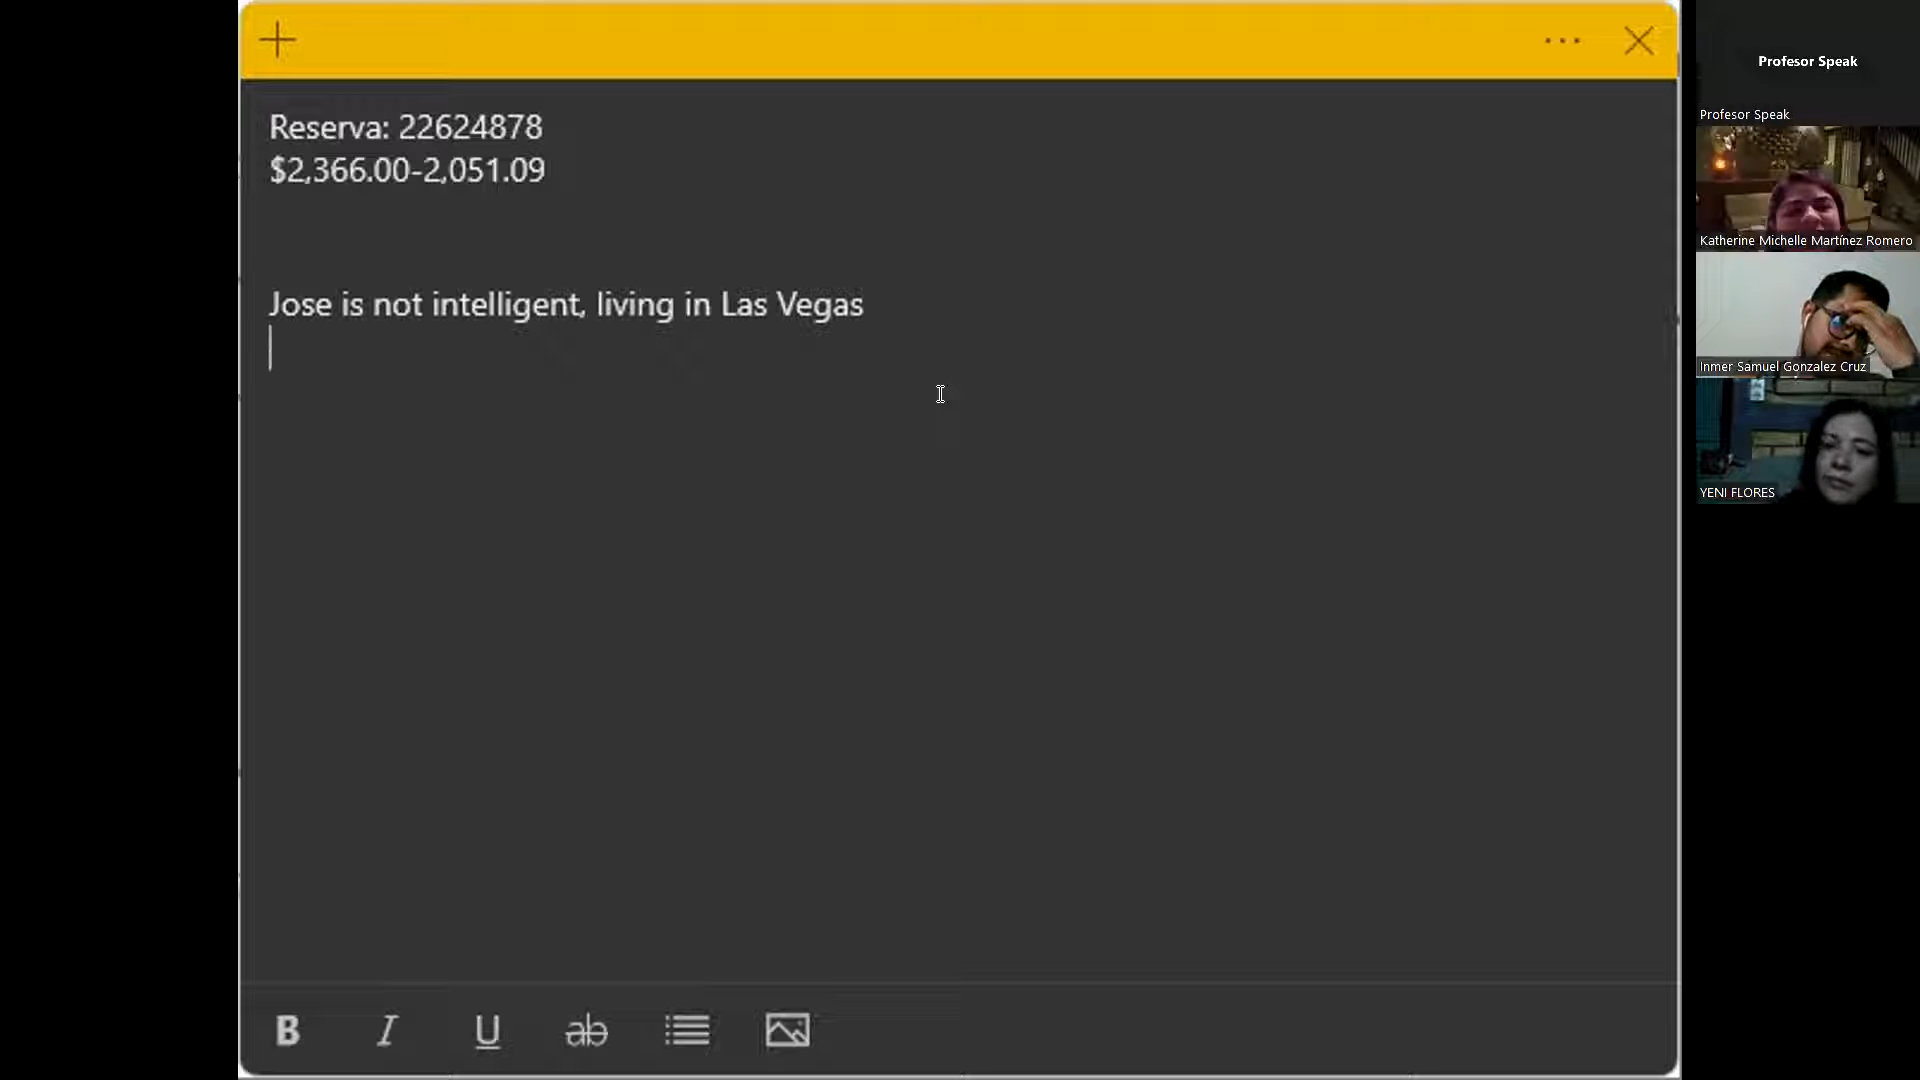 Reserva: 22624878
$2,366.00-2,051.09
Jose is not intelligent, living in Las Vegas
B I U ab
Profesor Speak
Profesor Speak
Katherine Michelle Martínez Romero
Inmer Samuel Gonzalez Cruz
YENI FLORES